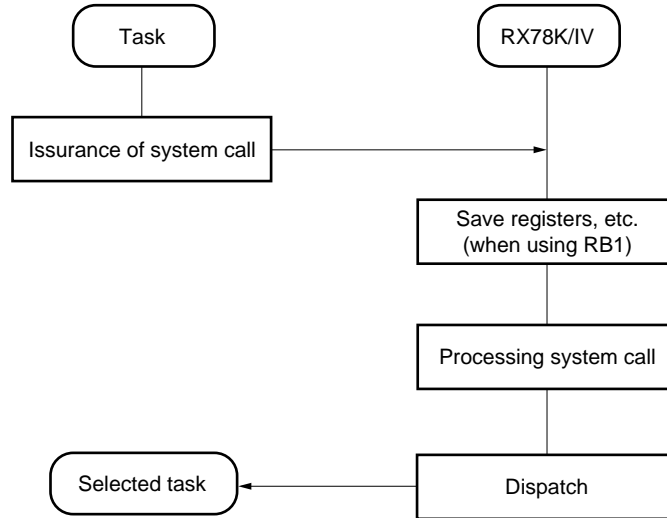 Task
RX78K/IV
Issurance of system call
Save registers, etc.
(when using RB1)
Processing system call
Selected task
Dispatch